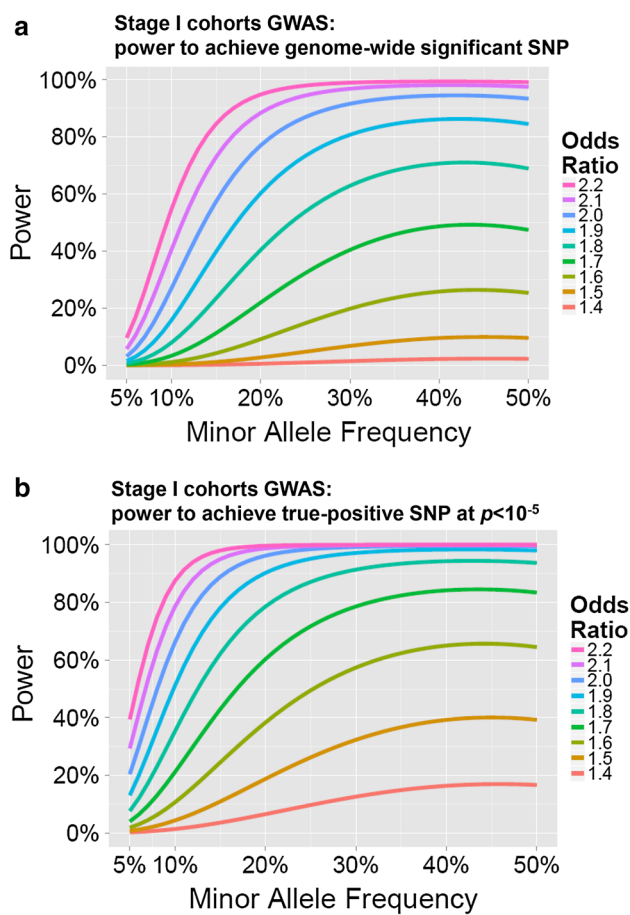 a
Stage I cohorts GWAS:
power to achieve genome-wide significant SNP
100%
80%
60%
40%
20%
0%
Power
5% 10% 20% 30% 40% 50%
Minor Allele Frequency
Odds
Ratio
2.2
2.1
2.0
1.9
1.8
1.7
1.6
1.5
1.4
b
Stage I cohorts GWAS:
power to achieve true-positive SNP at p<10-5
100%
80%
60%
40%
20%
0%
Power
5% 10% 20% 30% 40% 50%
Minor Allele Frequency
Odds
Ratio
2.2
2.1
2.0
1.9
1.8
1.7
1.6
1.5
1.4